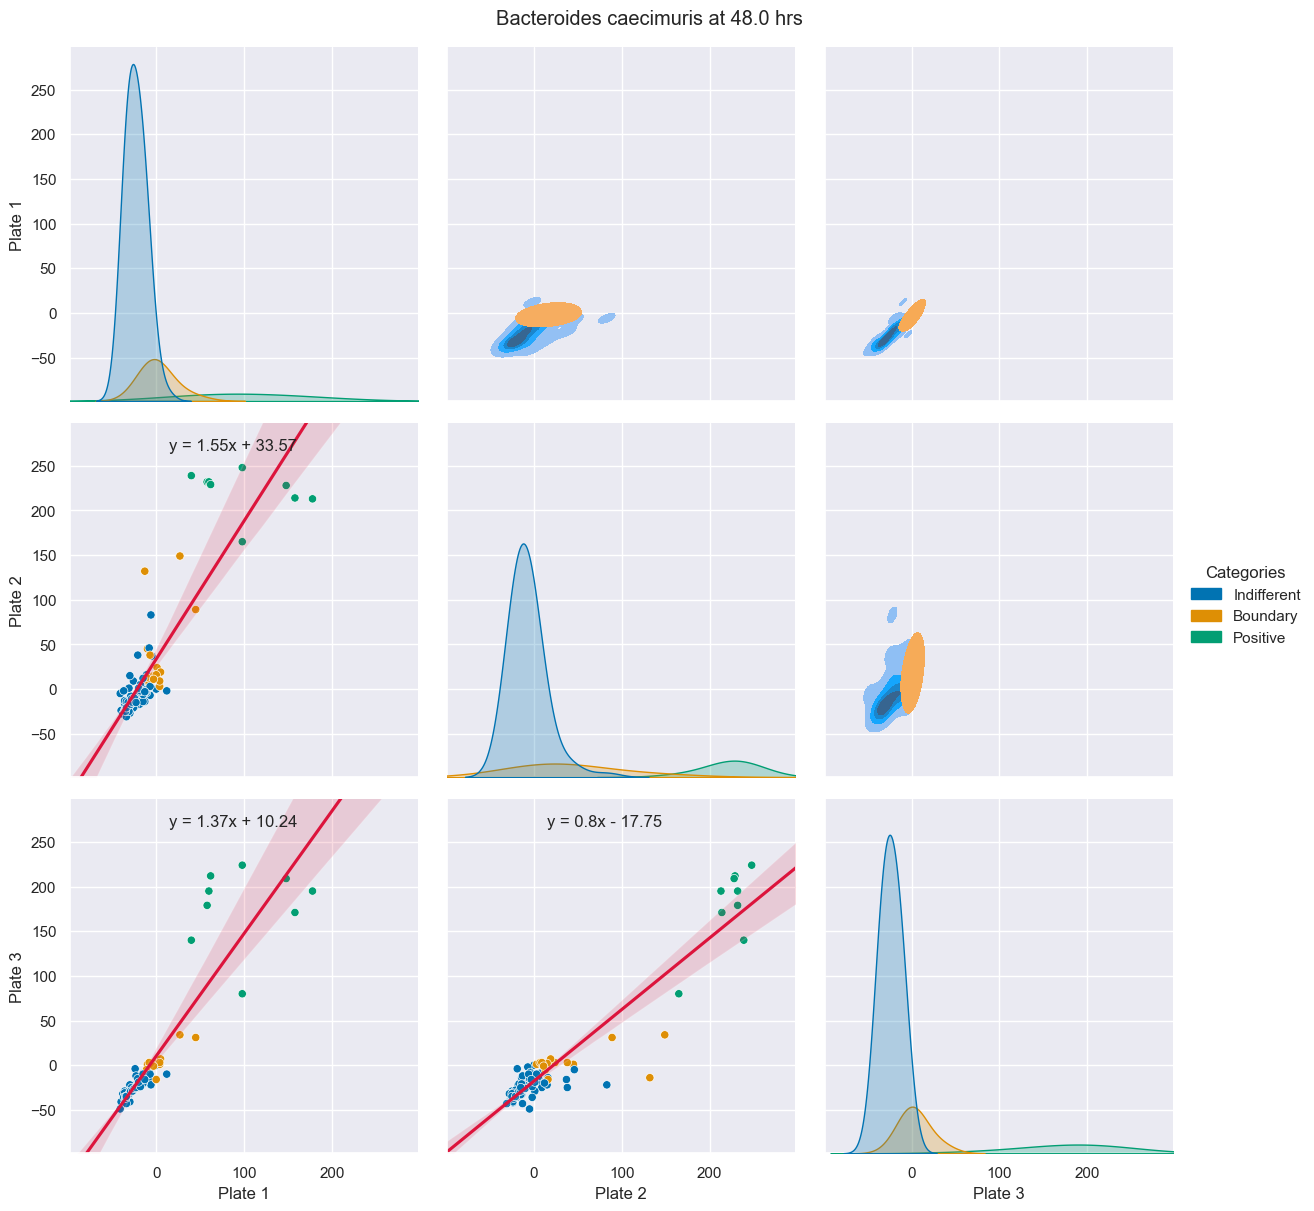 Bacteroides caecimuris at 48.0 hrs
Plate 1
250
200
150
100
50
0
−50
Plate 2
250
200
150
100
50
0
−50
y = 1.55x + 33.57
Categories
Indifferent
Boundary
Positive
Plate 3
250
200
150
100
50
0
−50
y = 1.37x + 10.24
y = 0.8x - 17.75
0 100 200
0 100 200
0 100 200
Plate 1
Plate 2
Plate 3